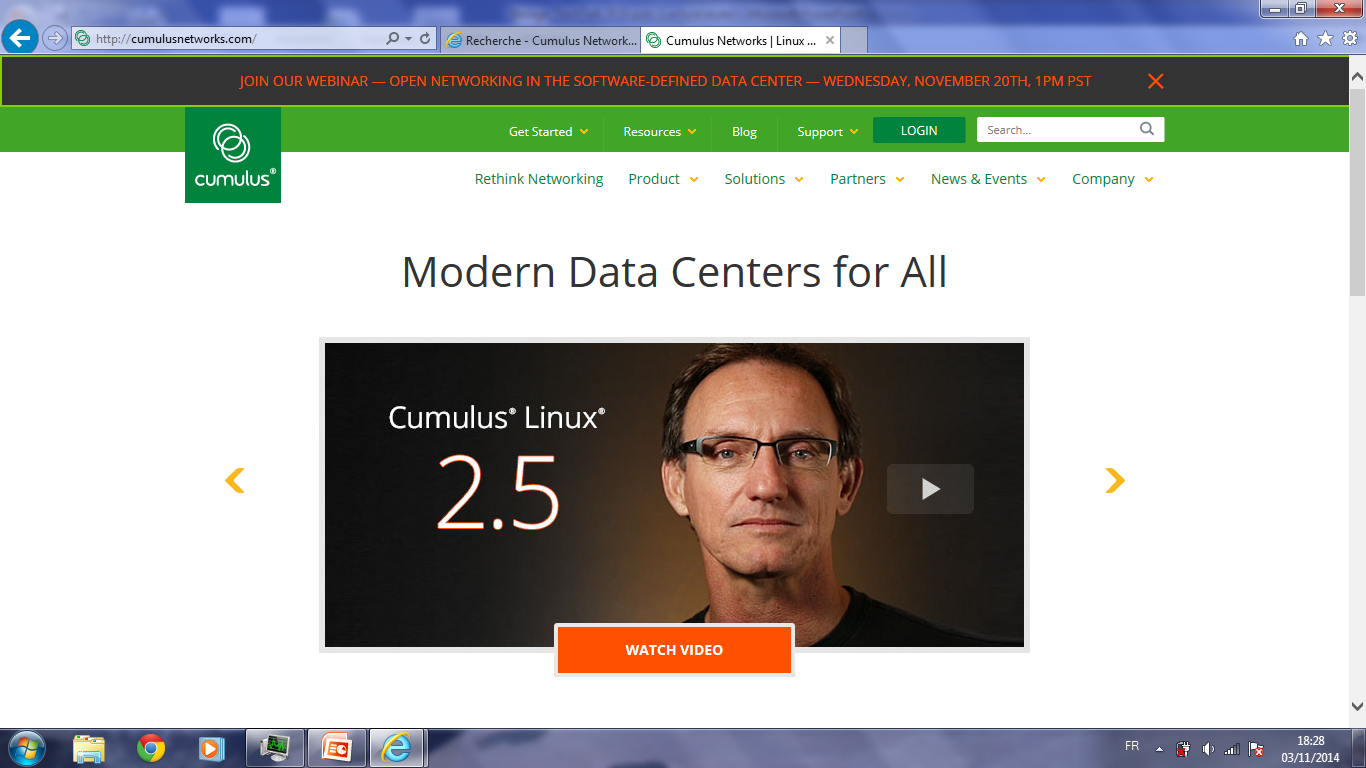 http://cumulusnetworks.com/
Recherche - Cumulus Network...
Cumulus Networks | Linux ...
JOIN OUR WEBINAR — OPEN NETWORKING IN THE SOFTWARE-DEFINED DATA CENTER — WEDNESDAY, NOVEMBER 20TH, 1PM PST
cumulus®
Get Started
Resources
Blog
Support
LOGIN
Search...
Rethink Networking
Product
Solutions
Partners
News & Events
Company
Modern Data Centers for All
Cumulus® Linux®
2.5
WATCH VIDEO
FR
18:28
03/11/2014